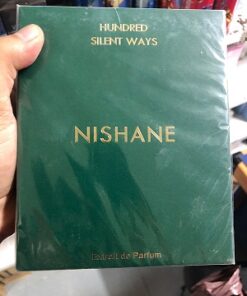 HUNDRED
SILENT WAYS
NISHANE
Extrait de Parfum